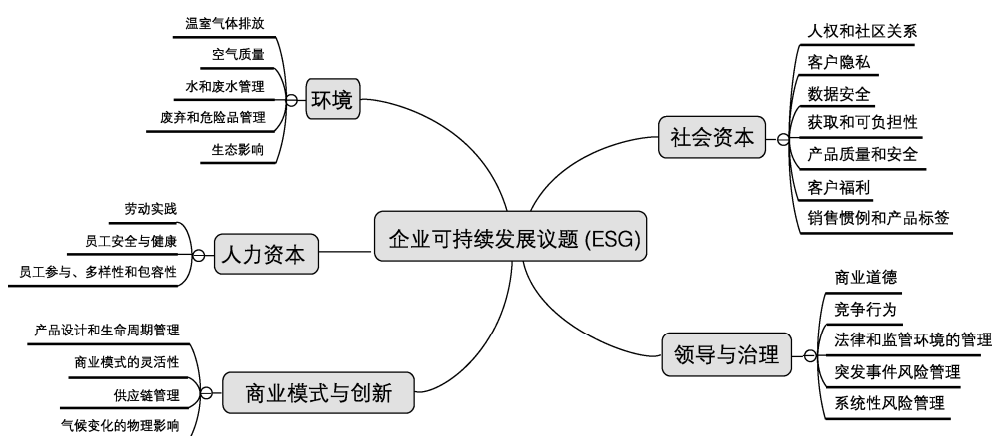 企业可持续发展议题 (ESG)
环境
温室气体排放
空气质量
水和废水管理
废弃和危险品管理
生态影响
人力资本
劳动实践
员工安全与健康
员工参与、多样性和包容性
商业模式与创新
产品设计和生命周期管理
商业模式的灵活性
供应链管理
气候变化的物理影响
社会资本
人权和社区关系
客户隐私
数据安全
获取和可负担性
产品质量和安全
客户福利
销售惯例和产品标签
领导与治理
商业道德
竞争行为
法律和监管环境的管理
突发事件风险管理
系统性风险管理